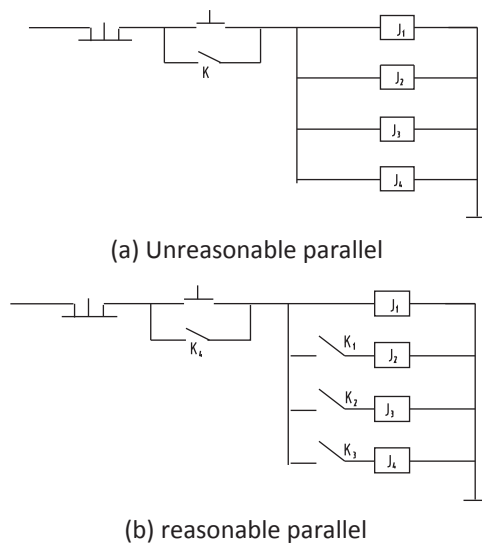 J₁
K
J₂
J₃
J₄
(a) Unreasonable parallel
J₁
K₄
K₁
J₂
K₂
J₃
K₃
J₄
(b) reasonable parallel